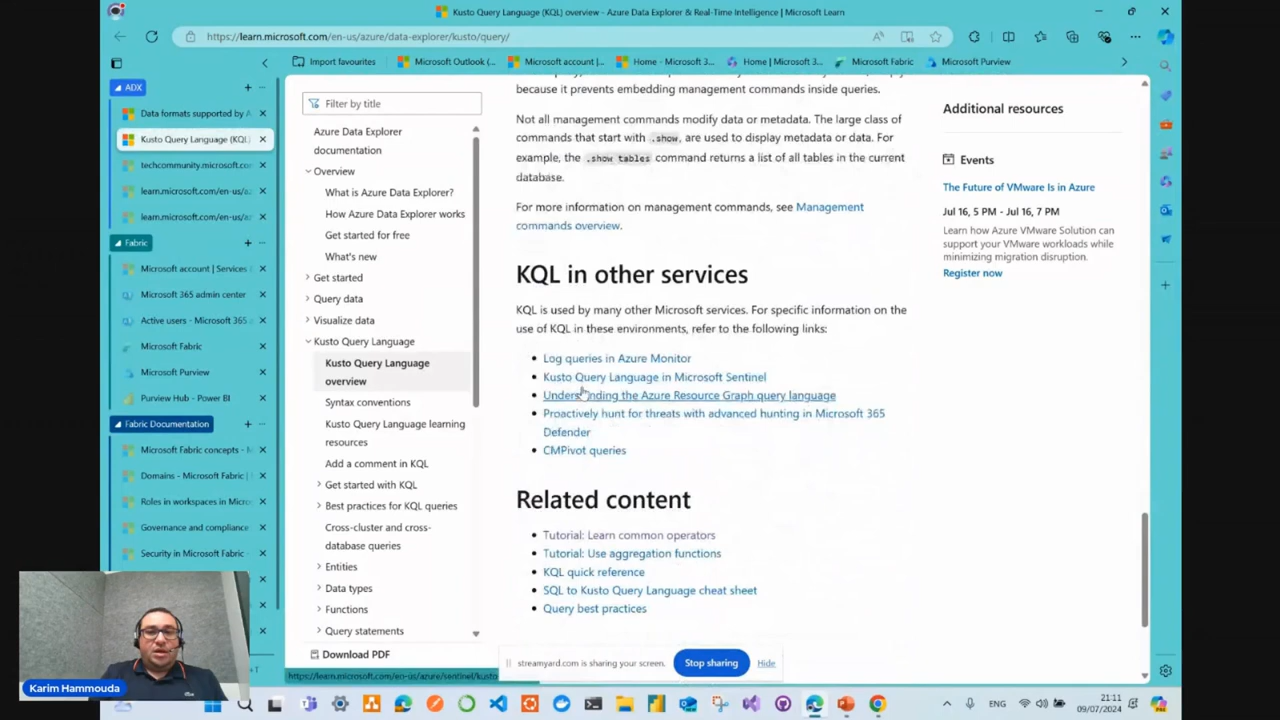 Kusto Query Language (KQL) overview - Azure Data Explorer & Real-Time Intelligence | Microsoft Learn
https://learn.microsoft.com/en-us/azure/data-explorer/kusto/query/
Import favourites
Microsoft Outlook (...
Microsoft account |...
Home - Microsoft 3...
Home | Microsoft 3...
Microsoft Fabric
Microsoft Purview
ADX
Data formats supported by A
Kusto Query Language (KQL)
techcommunity.microsoft.co
learn.microsoft.com/en-us/a
learn.microsoft.com/en-us/a
Fabric
Microsoft account | Services
Microsoft 365 admin center
Active users - Microsoft 365
Microsoft Fabric
Microsoft Purview
Purview Hub - Power BI
Fabric Documentation
Microsoft Fabric concepts - M
Domains - Microsoft Fabric |
Roles in workspaces in Micro
Governance and compliance
Security in Microsoft Fabric -
Filter by title
Azure Data Explorer
documentation
Overview
What is Azure Data Explorer?
How Azure Data Explorer works
Get started for free
What's new
Get started
Query data
Visualize data
Kusto Query Language
Kusto Query Language
overview
Syntax conventions
Kusto Query Language learning
resources
Add a comment in KQL
Get started with KQL
Best practices for KQL queries
Cross-cluster and cross-
database queries
Entities
Data types
Functions
Query statements
Download PDF
because it prevents embedding management commands inside queries.
Not all management commands modify data or metadata. The large class of
commands that start with .show, are used to display metadata or data. For
example, the .show tables command returns a list of all tables in the current
database.
For more information on management commands, see Management
commands overview.
KQL in other services
KQL is used by many other Microsoft services. For specific information on the
use of KQL in these environments, refer to the following links:
Log queries in Azure Monitor
Kusto Query Language in Microsoft Sentinel
Understanding the Azure Resource Graph query language
Proactively hunt for threats with advanced hunting in Microsoft 365
Defender
CMPivot queries
Related content
Tutorial: Learn common operators
Tutorial: Use aggregation functions
KQL quick reference
SQL to Kusto Query Language cheat sheet
Query best practices
Additional resources
Events
The Future of VMware Is in Azure
Jul 16, 5 PM - Jul 16, 7 PM
Learn how Azure VMware Solution can
support your VMware workloads while
minimizing migration disruption.
Register now
streamyard.com is sharing your screen.
Stop sharing
Hide
https://learn.microsoft.com/en-us/azure/sentinel/kusto
Karim Hammouda
ENG
21:11
09/07/2024